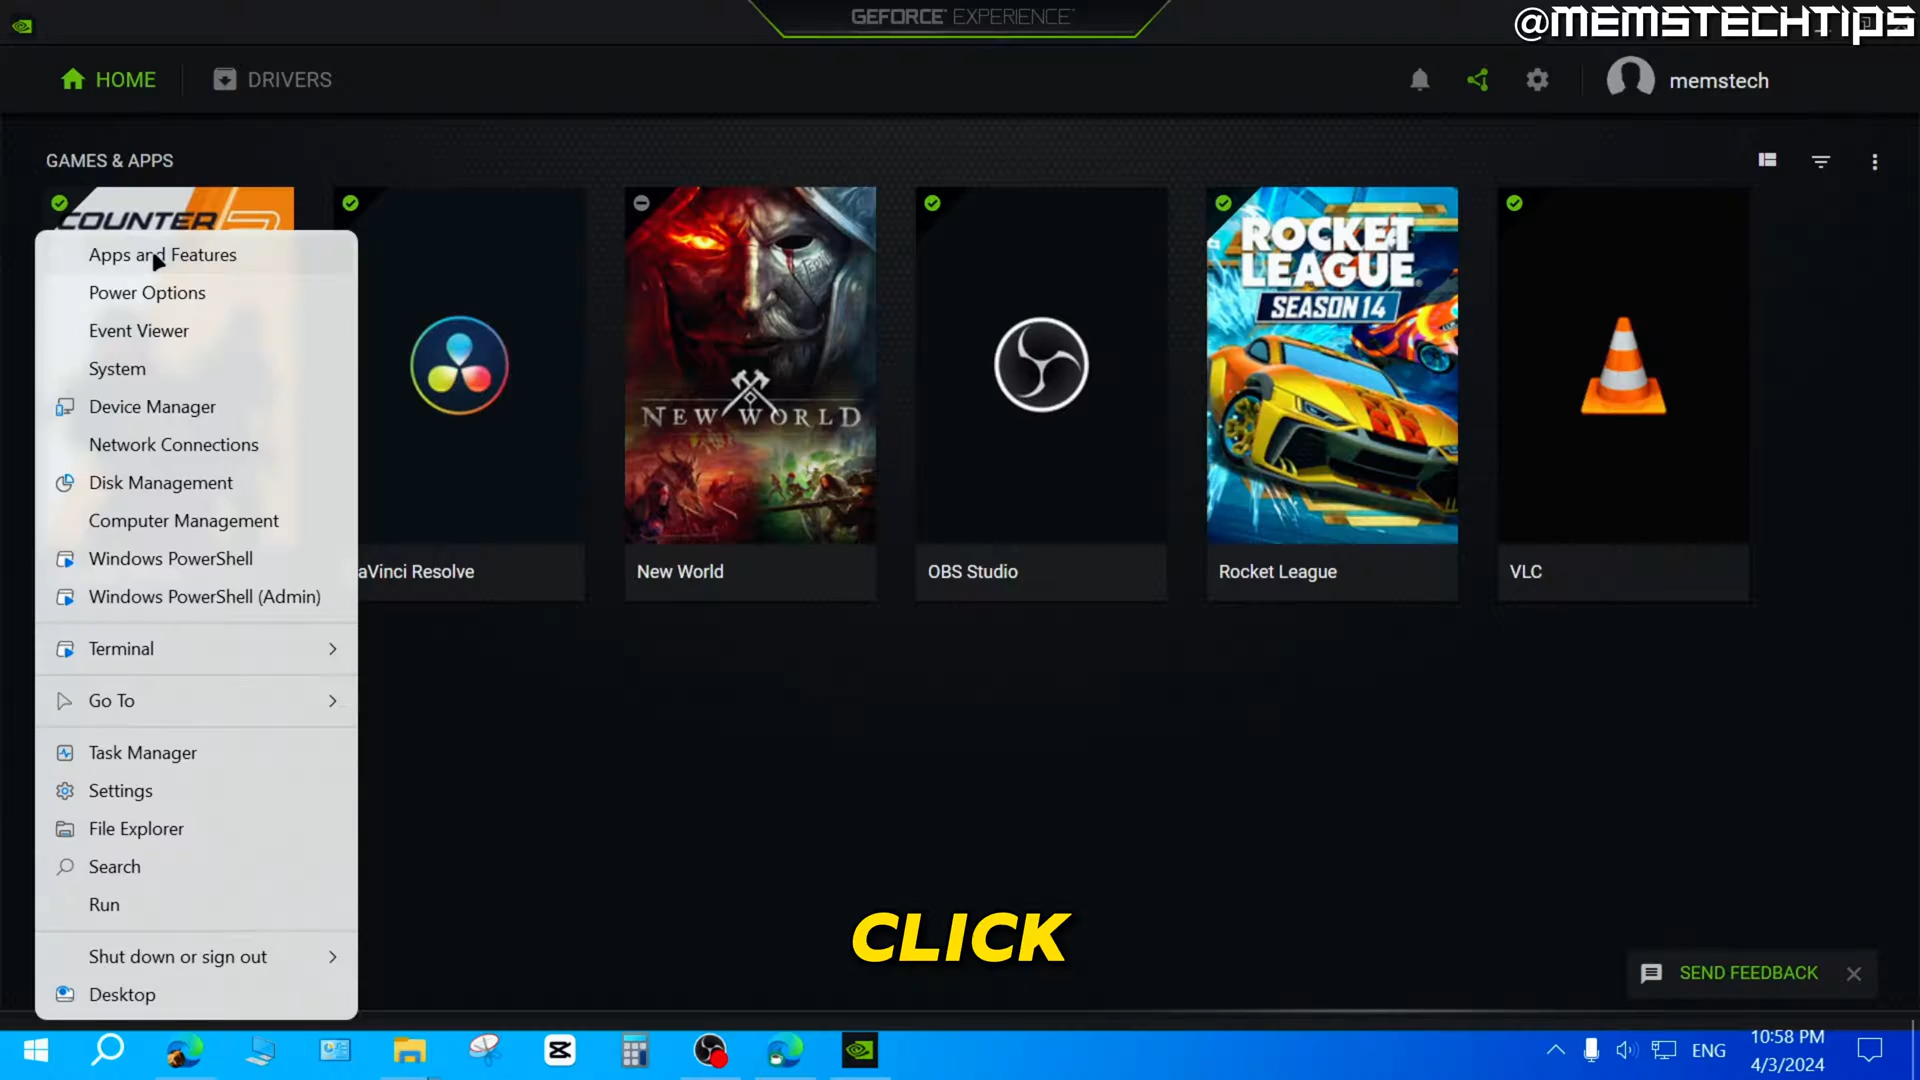 GEFORCE EXPERIENCE
@MEMSTECHTIPS
HOME
DRIVERS
memstech
GAMES & APPS
COUNTER
Apps and Features
Power Options
Event Viewer
System
Device Manager
Network Connections
Disk Management
Computer Management
Windows PowerShell
Windows PowerShell (Admin)
Terminal
Go To
Task Manager
Settings
File Explorer
Search
Run
Shut down or sign out
Desktop
NEW WORLD
ROCKET
LEAGUE
SEASON 14
aVinci Resolve
New World
OBS Studio
Rocket League
VLC
CLICK
SEND FEEDBACK
ENG
10:58 PM
4/3/2024